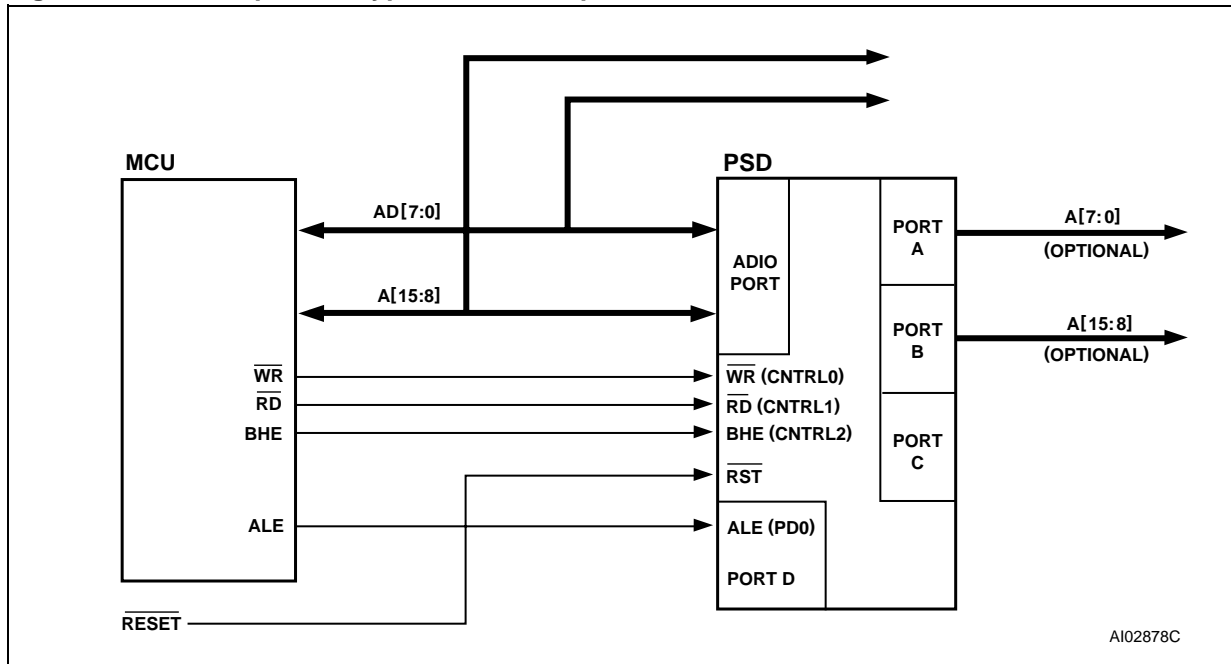 MCU
PSD
AD[7:0]
A[15:8]
WR
RD
BHE
ALE
RESET
ADIO
PORT
WR (CNTRL0)
RD (CNTRL1)
BHE (CNTRL2)
RST
ALE (PD0)
PORT D
PORT
A
PORT
B
PORT
C
A[7:0]
(OPTIONAL)
A[15:8]
(OPTIONAL)
AI02878C